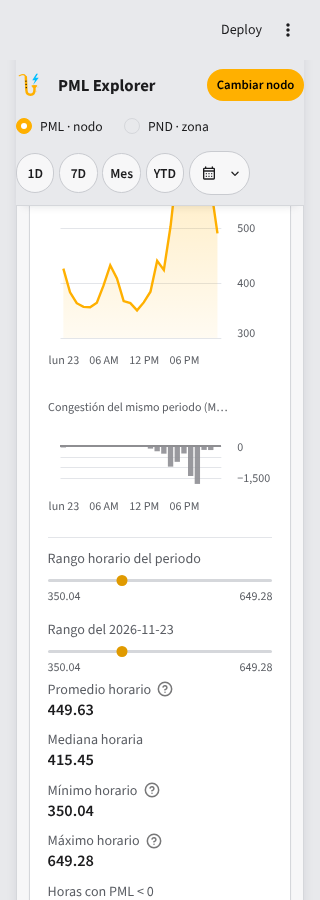 Deploy
PML Explorer
Cambiar nodo
PML · nodo
PND · zona
1D
7D
Mes
YTD
500
400
300
lun 23 06 AM 12 PM 06 PM
Congestión del mismo periodo (M…
0
−1,500
lun 23 06 AM 12 PM 06 PM
Rango horario del periodo
350.04 649.28
Rango del 2026-11-23
350.04 649.28
Promedio horario
449.63
Mediana horaria
415.45
Mínimo horario
350.04
Máximo horario
649.28
Horas con PML < 0